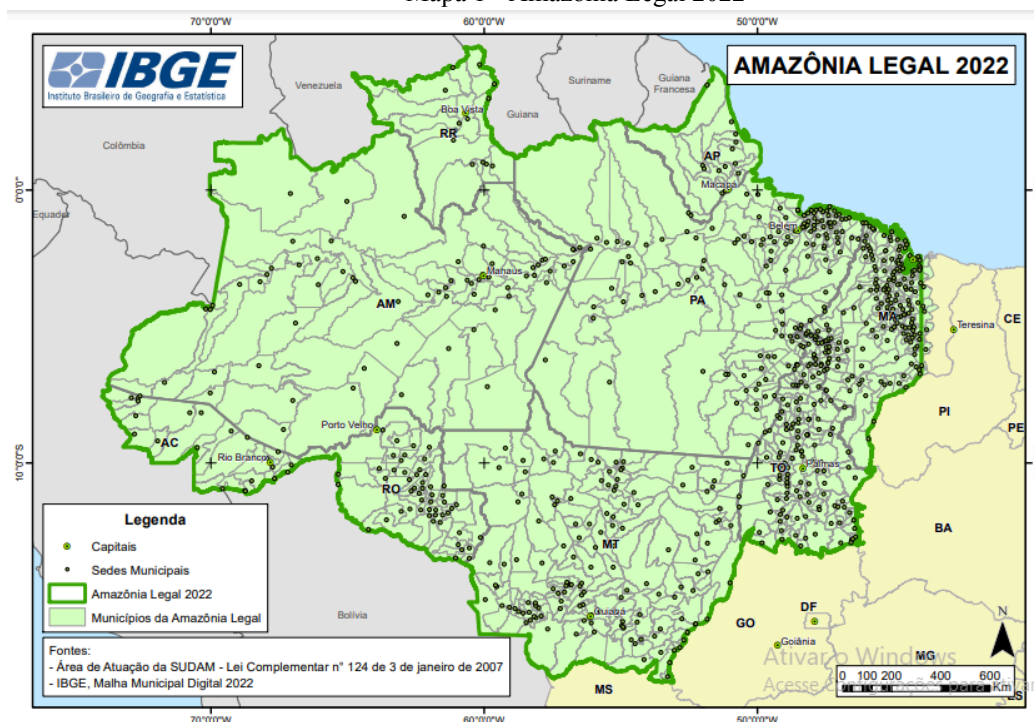 Mapa 1 - Amazônia Legal 2022
70°0'0"W
60°0'0"W
50°0'0"W
IBGE
Instituto Brasileiro de Geografia e Estatística
AMAZÔNIA LEGAL 2022
Venezuela
Suriname
Guiana
Francesa
Guiana
Boa Vista
RR
Colômbia
AP
Macapá
0°0'0"
Equador
Belém
Manaus
AM
PA
MA
CE
Teresina
PI
PE
Porto Velho
AC
Rio Branco
10°0'0"S
RO
TO
Palmas
BA
MT
Legenda
Capitais
Sedes Municipais
Amazônia Legal 2022
Municípios da Amazônia Legal
Bolívia
Cuiabá
DF
GO
Goiânia
N
MG
Ativar o Windows
Fontes:
- Área de Atuação da SUDAM - Lei Complementar n° 124 de 3 de janeiro de 2007
- IBGE, Malha Municipal Digital 2022
0 100 200 400 600
Km
Acesse Configurações para ativar
MS
ES
70°0'0"W
60°0'0"W
50°0'0"W